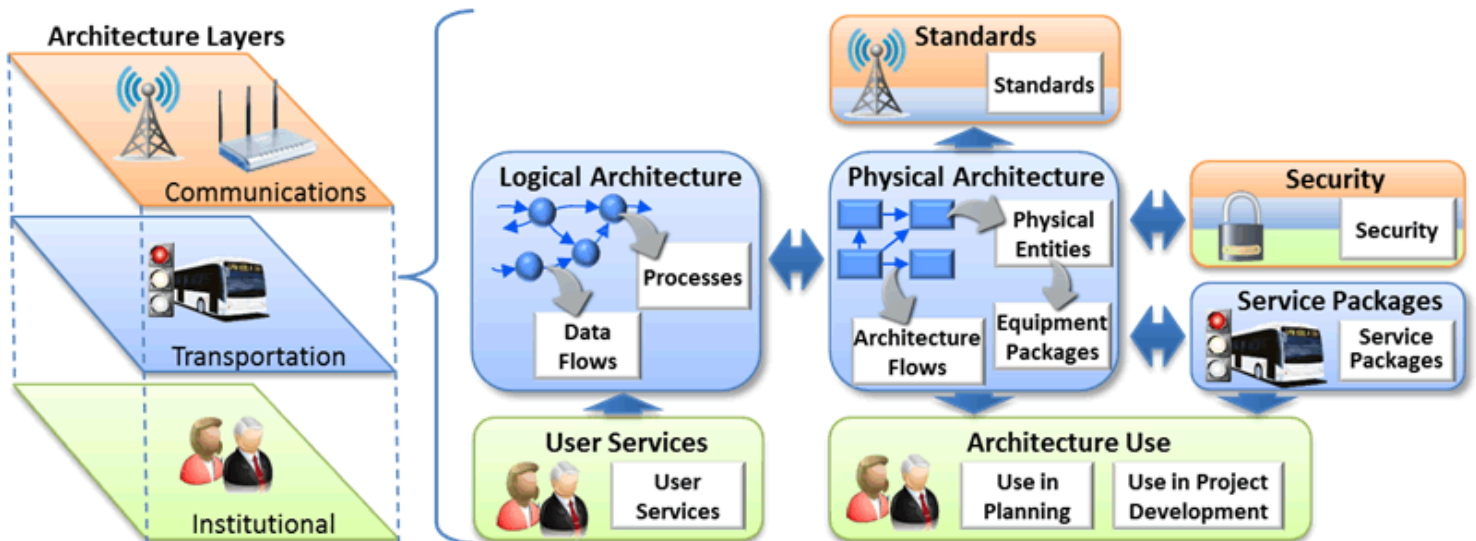 Architecture Layers
Communications
Transportation
Institutional
Logical Architecture
Processes
Data
Flows
User Services
User
Services
Standards
Standards
Physical Architecture
Physical
Entities
Architecture
Flows
Equipment
Packages
Security
Security
Service Packages
Service
Packages
Architecture Use
Use in
Planning
Use in Project
Development